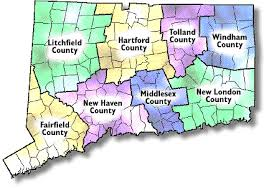 Litchfield
County
Hartford
County
Tolland
County
Windham
County
Fairfield
County
New Haven
County
Middlesex
County
New London
County